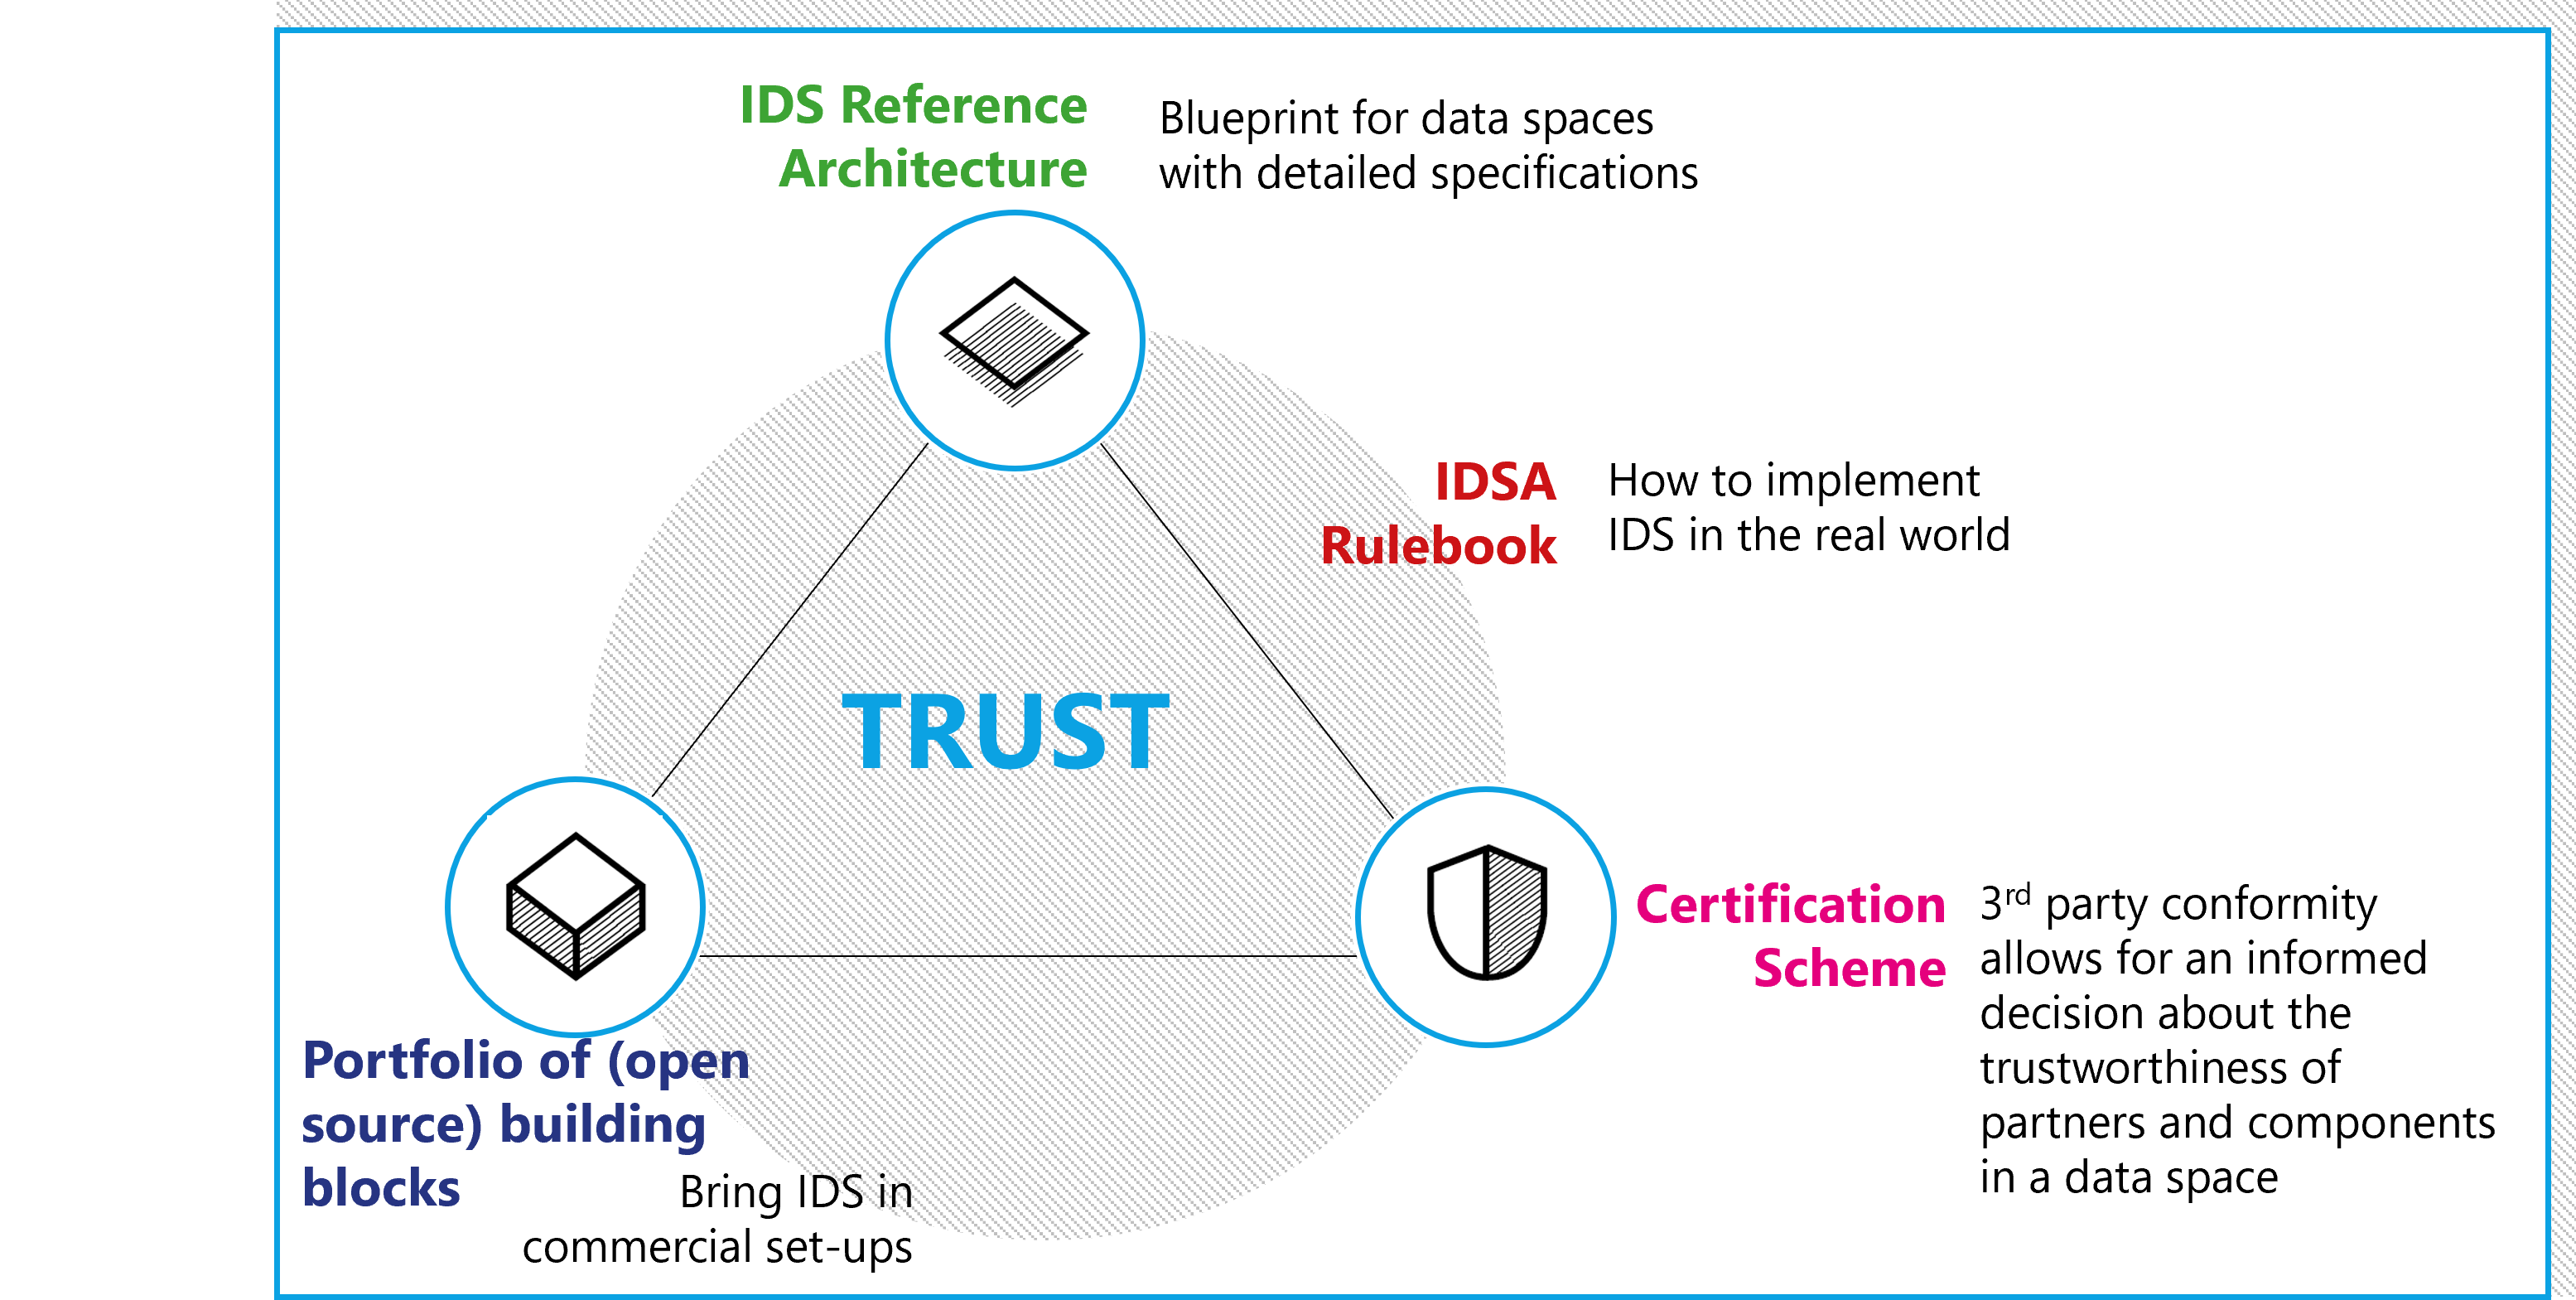 IDS Reference
Architecture
Blueprint for data spaces
with detailed specifications
IDSA
Rulebook
How to implement
IDS in the real world
TRUST
Certification
Scheme
3rd party conformity
allows for an informed
decision about the
trustworthiness of
partners and components
in a data space
Portfolio of (open
source) building
blocks
Bring IDS in
commercial set-ups